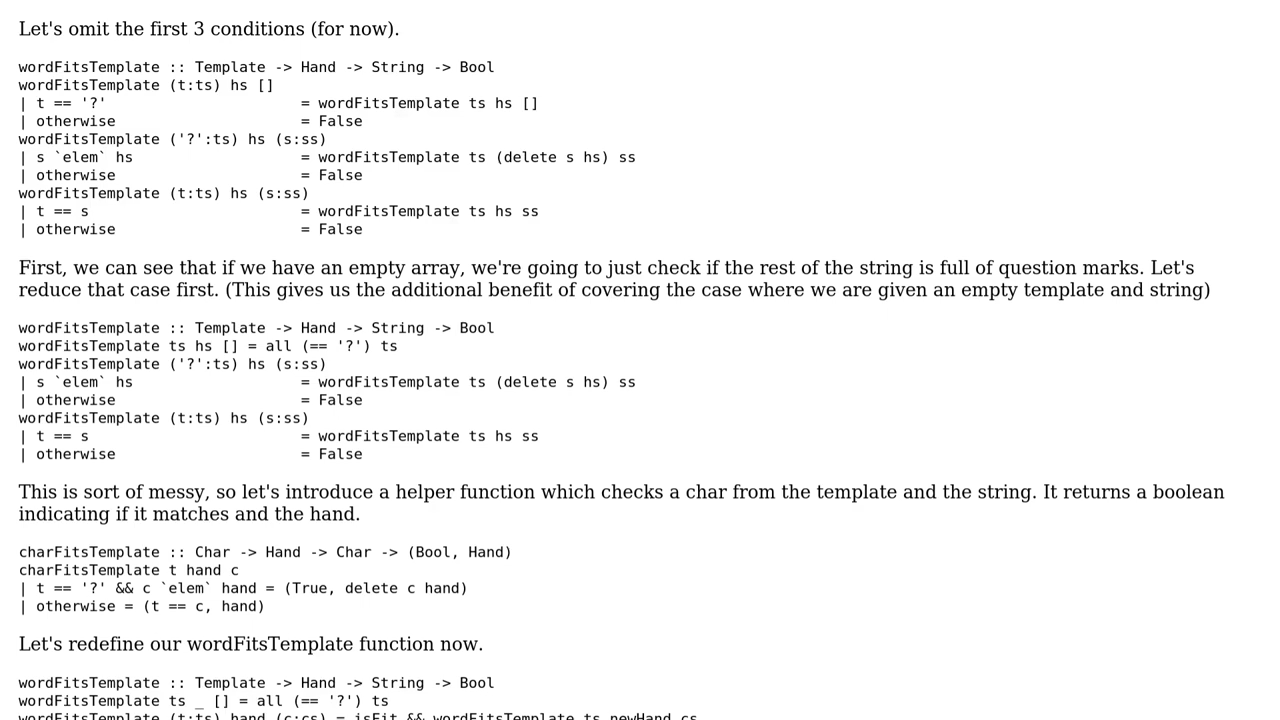 Let's omit the first 3 conditions (for now).
wordFitsTemplate :: Template -> Hand -> String -> Bool
wordFitsTemplate (t:ts) hs []
| t == '?'                      = wordFitsTemplate ts hs []
| otherwise                     = False
wordFitsTemplate ('?':ts) hs (s:ss)
| s `elem` hs                   = wordFitsTemplate ts (delete s hs) ss
| otherwise                     = False
wordFitsTemplate (t:ts) hs (s:ss)
| t == s                        = wordFitsTemplate ts hs ss
| otherwise                     = False
First, we can see that if we have an empty array, we're going to just check if the rest of the string is full of question marks. Let's
reduce that case first. (This gives us the additional benefit of covering the case where we are given an empty template and string)
wordFitsTemplate :: Template -> Hand -> String -> Bool
wordFitsTemplate ts hs [] = all (== '?') ts
wordFitsTemplate ('?':ts) hs (s:ss)
| s `elem` hs                   = wordFitsTemplate ts (delete s hs) ss
| otherwise                     = False
wordFitsTemplate (t:ts) hs (s:ss)
| t == s                        = wordFitsTemplate ts hs ss
| otherwise                     = False
This is sort of messy, so let's introduce a helper function which checks a char from the template and the string. It returns a boolean
indicating if it matches and the hand.
charFitsTemplate :: Char -> Hand -> Char -> (Bool, Hand)
charFitsTemplate t hand c
| t == '?' && c `elem` hand = (True, delete c hand)
| otherwise = (t == c, hand)
Let's redefine our wordFitsTemplate function now.
wordFitsTemplate :: Template -> Hand -> String -> Bool
wordFitsTemplate ts _ [] = all (== '?') ts
wordFitsTemplate (t:ts) hand (c:cs) = isFit && wordFitsTemplate ts newHand cs